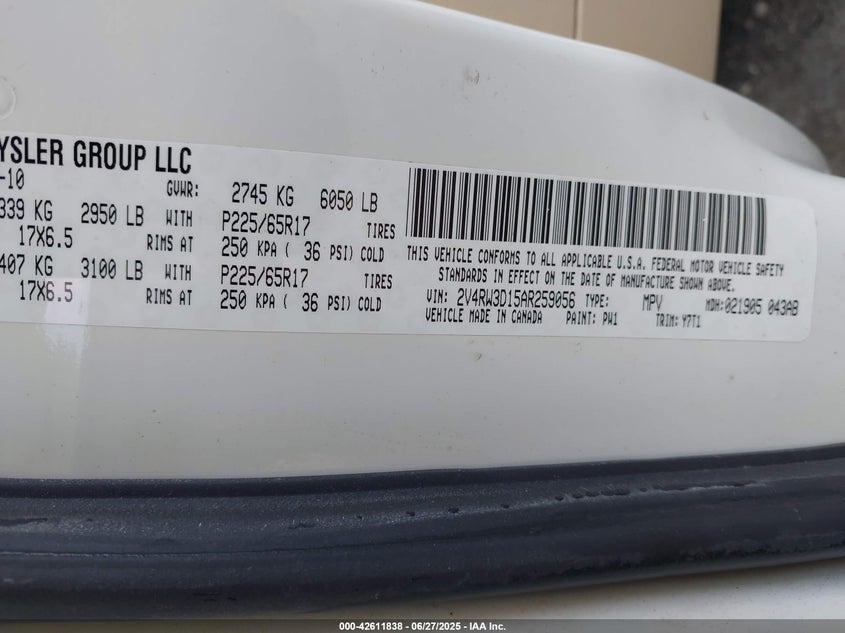 YSLER GROUP LLC
-10 GVWR: 2745 KG 6050 LB
339 KG 2950 LB WITH P225/65R17 TIRES
17X6.5 RIMS AT 250 KPA ( 36 PSI) COLD
407 KG 3100 LB WITH P225/65R17 TIRES
17X6.5 RIMS AT 250 KPA ( 36 PSI) COLD
THIS VEHICLE CONFORMS TO ALL APPLICABLE U.S.A. FEDERAL MOTOR VEHICLE SAFETY
STANDARDS IN EFFECT ON THE DATE OF MANUFACTURE SHOWN ABOVE.
VIN: 2V4RW3D15AR259056 TYPE: MPV MDH:021905 043AB
VEHICLE MADE IN CANADA PAINT: PW1 TRIM: Y7T1
000-42611838 | 06/27/2025 | IAA Inc.